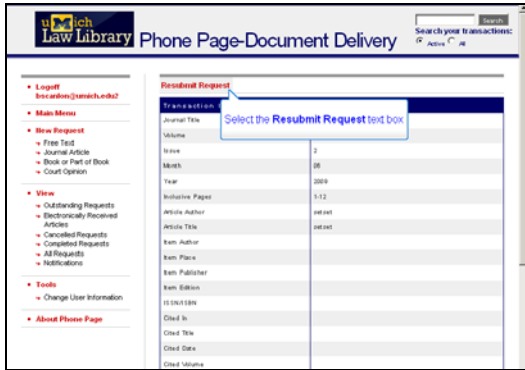 uMich
Law Library
Phone Page-Document Delivery
Search
Search your transactions:
Active All
Logoff
bscanlon@umich.edu2
Main Menu
New Request
Free Text
Journal Article
Book or Part of Book
Court Opinion
View
Outstanding Requests
Electronically Received
Articles
Cancelled Requests
Completed Requests
All Requests
Notifications
Tools
Change User Information
About Phone Page
Resubmit Request
Transaction
Select the Resubmit Request text box
Journal Title
Volume
Issue 2
Month 05
Year 2009
Inclusive Pages 1-12
Article Author setset
Article Title setset
Item Author
Item Place
Item Publisher
Item Edition
ISSN/ISBN
Cited In
Cited Title
Cited Date
Cited Volume